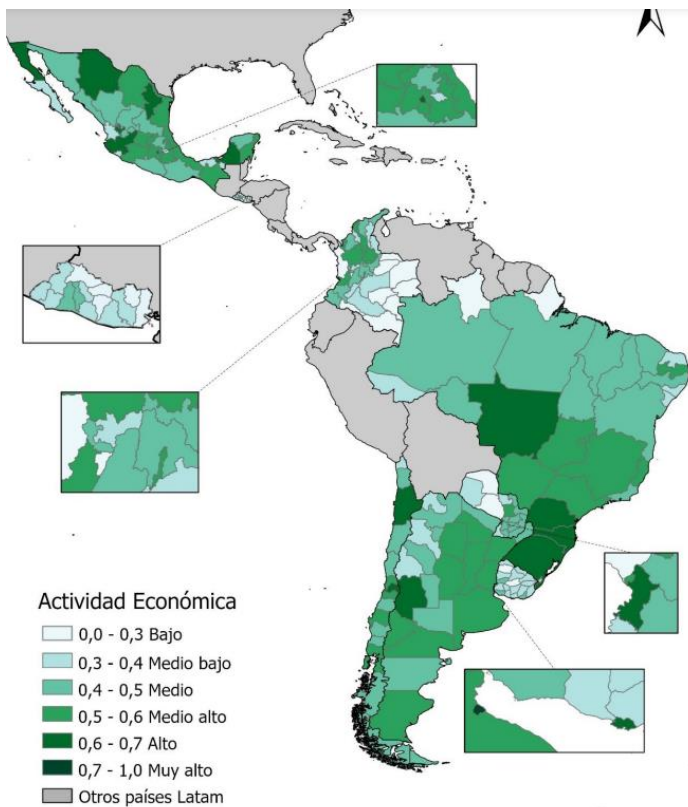 Actividad Económica
0,0 - 0,3 Bajo
0,3 - 0,4 Medio bajo
0,4 - 0,5 Medio
0,5 - 0,6 Medio alto
0,6 - 0,7 Alto
0,7 - 1,0 Muy alto
Otros países Latam